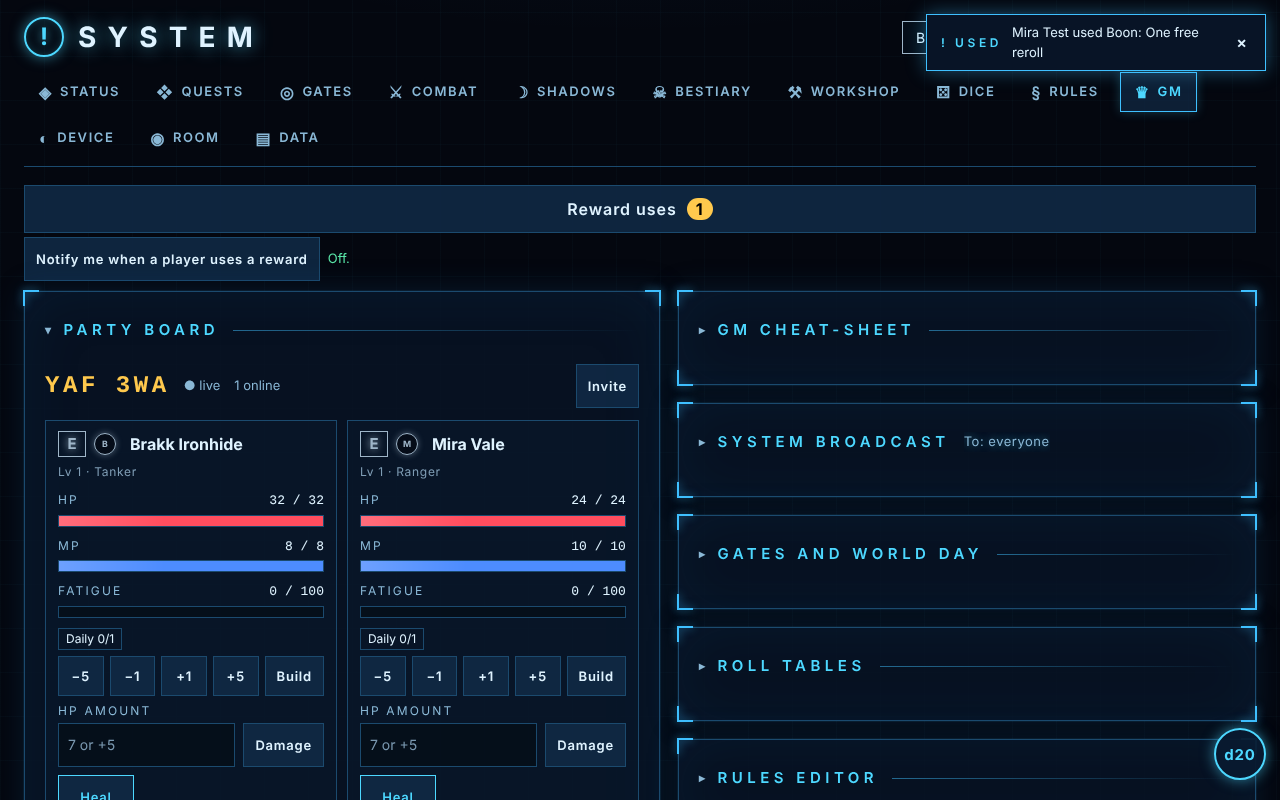 ! SYSTEM
B
! USED Mira Test used Boon: One free reroll ×
STATUS QUESTS GATES COMBAT SHADOWS BESTIARY WORKSHOP DICE § RULES GM
DEVICE ROOM DATA
Reward uses 1
Notify me when a player uses a reward Off.
PARTY BOARD
YAF 3WA live 1 online Invite
E B Brakk Ironhide
Lv 1 · Tanker
HP 32 / 32
MP 8 / 8
FATIGUE 0 / 100
Daily 0/1
−5 −1 +1 +5 Build
HP AMOUNT
7 or +5 Damage
Heal
E M Mira Vale
Lv 1 · Ranger
HP 24 / 24
MP 10 / 10
FATIGUE 0 / 100
Daily 0/1
−5 −1 +1 +5 Build
HP AMOUNT
7 or +5 Damage
Heal
GM CHEAT-SHEET
SYSTEM BROADCAST To: everyone
GATES AND WORLD DAY
ROLL TABLES
RULES EDITOR
d20